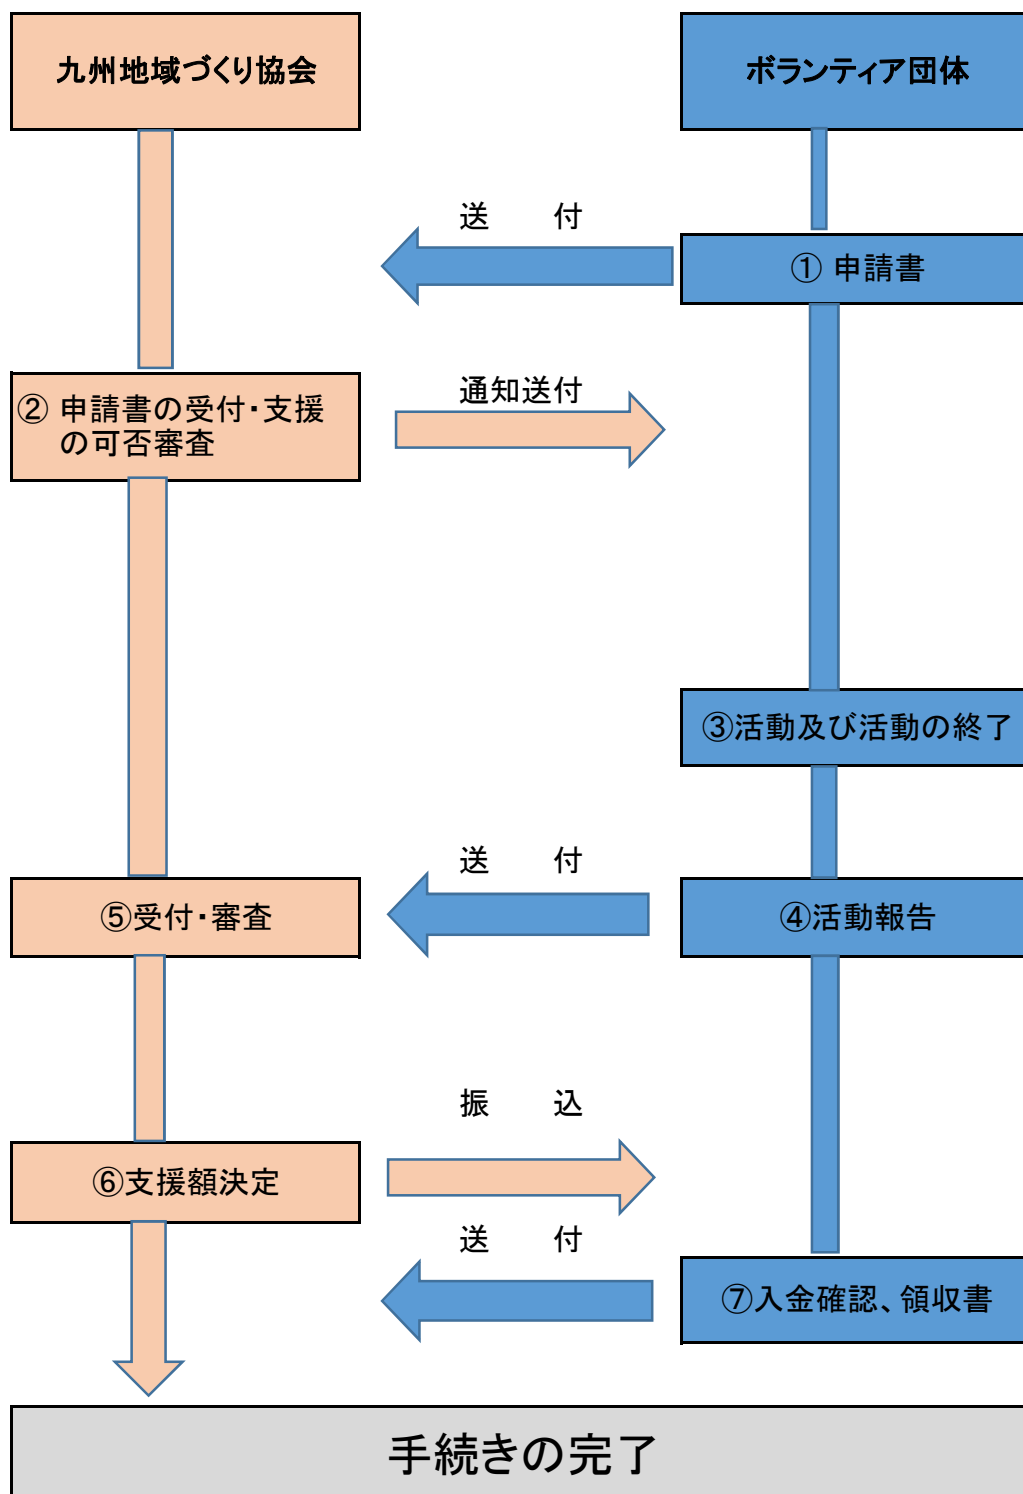 九州地域づくり協会
ボランティア団体
送　　付
① 申請書
② 申請書の受付・支援
の可否審査
通知送付
③活動及び活動の終了
送　　付
⑤受付・審査
④活動報告
振　　込
⑥支援額決定
送　　付
⑦入金確認、領収書
手続きの完了